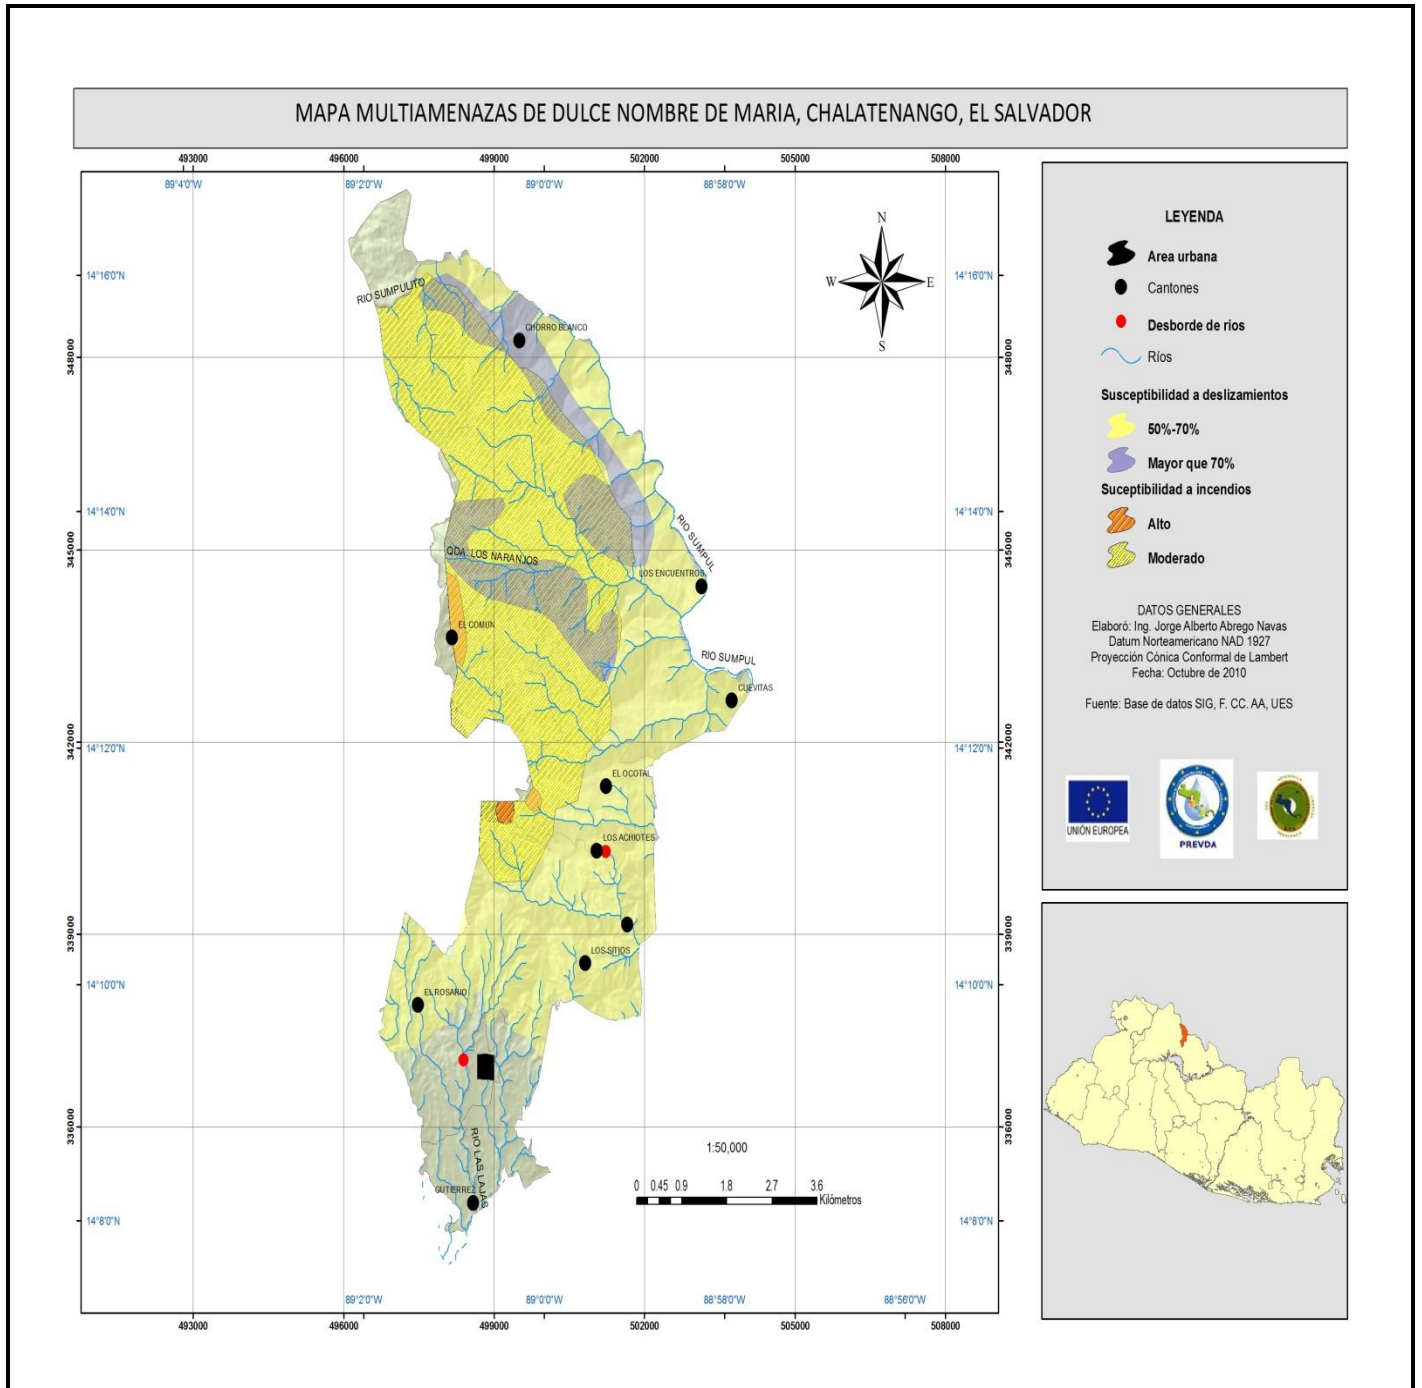 MAPA MULTIAMENAZAS DE DULCE NOMBRE DE MARIA, CHALATENANGO, EL SALVADOR
493000 496000 499000 502000 505000 508000
89°4'0"W 89°2'0"W 89°0'0"W 88°58'0"W
N
W E
S
14°16'0"N 14°16'0"N
RIO SUMPULITO
CHORRO BLANCO
348000 348000
14°14'0"N 14°14'0"N
RIO SUMPUL
345000 345000
QDA. LOS NARANJOS
LOS ENCUENTROS
EL COMUN
RIO SUMPUL
CUEVITAS
342000 342000
14°12'0"N 14°12'0"N
EL OCOTAL
LOS ACHIOTES
339000 339000
LOS SITIOS
14°10'0"N 14°10'0"N
EL ROSARIO
336000 336000
RIO LAS LAJAS
1:50,000
0 0.45 0.9 1.8 2.7 3.6
Kilómetros
GUTIERREZ
14°8'0"N 14°8'0"N
89°2'0"W 89°0'0"W 88°58'0"W 88°56'0"W
493000 496000 499000 502000 505000 508000
LEYENDA
Area urbana
Cantones
Desborde de ríos
Ríos
Susceptibilidad a deslizamientos
50%-70%
Mayor que 70%
Suceptibilidad a incendios
Alto
Moderado
DATOS GENERALES
Elaboró: Ing. Jorge Alberto Abrego Navas
Datum Norteamericano NAD 1927
Proyección Cónica Conformal de Lambert
Fecha: Octubre de 2010
Fuente: Base de datos SIG, F. CC. AA, UES
UNIÓN EUROPEA
PREVDA